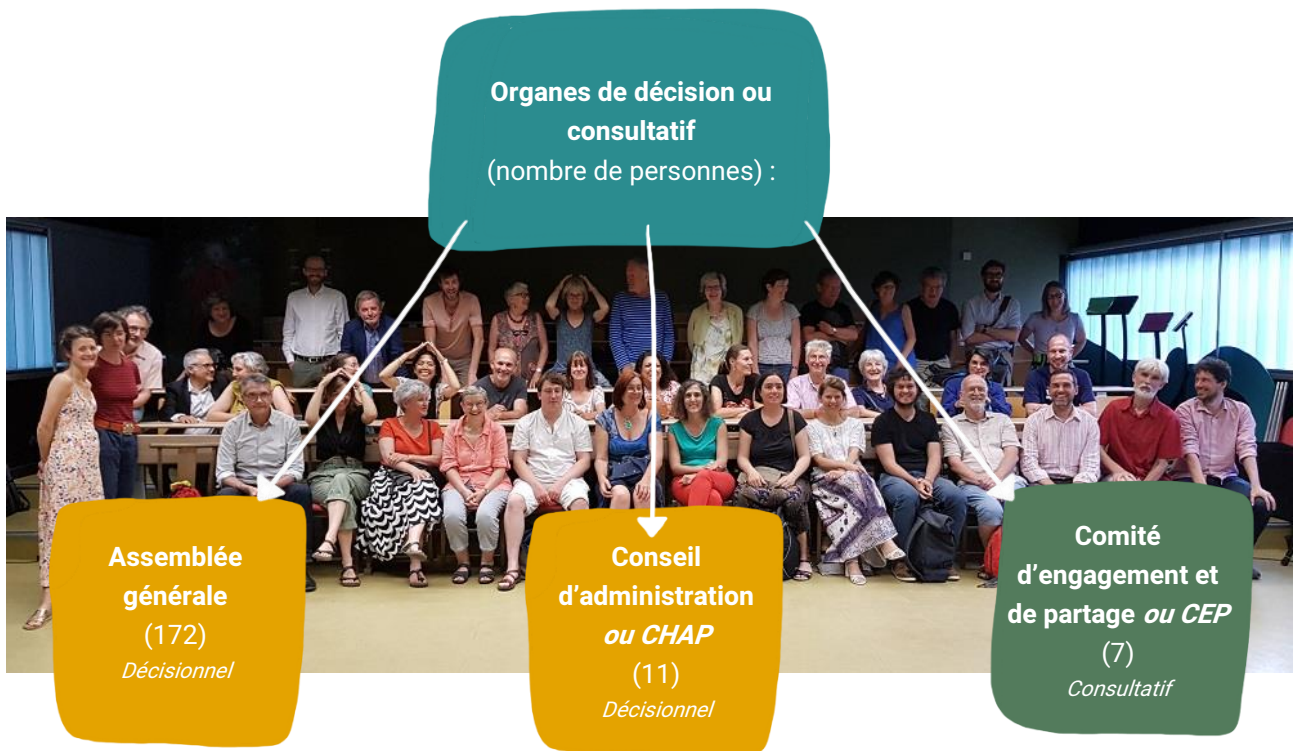 Organes de décision ou
consultatif
(nombre de personnes) :
Assemblée
générale
(172)
Décisionnel
Conseil
d’administration
ou CHAP
(11)
Décisionnel
Comité
d’engagement et
de partage ou CEP
(7)
Consultatif